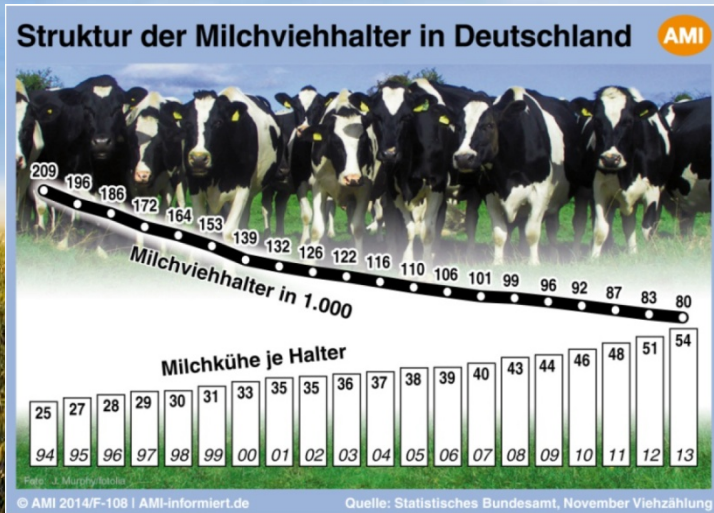 Struktur der Milchviehhalter in Deutschland
AMI
209 196 186 172 164 153 139 132 126 122 116 110 106 101 99 96 92 87 83 80
Milchviehhalter in 1.000
Milchkühe je Halter
25 27 28 29 30 31 33 35 35 36 37 38 39 40 43 44 46 48 51 54
94 95 96 97 98 99 00 01 02 03 04 05 06 07 08 09 10 11 12 13
Foto: J. Murphy/fotolia
© AMI 2014/F-108 | AMI-informiert.de
Quelle: Statistisches Bundesamt, November Viehzählung